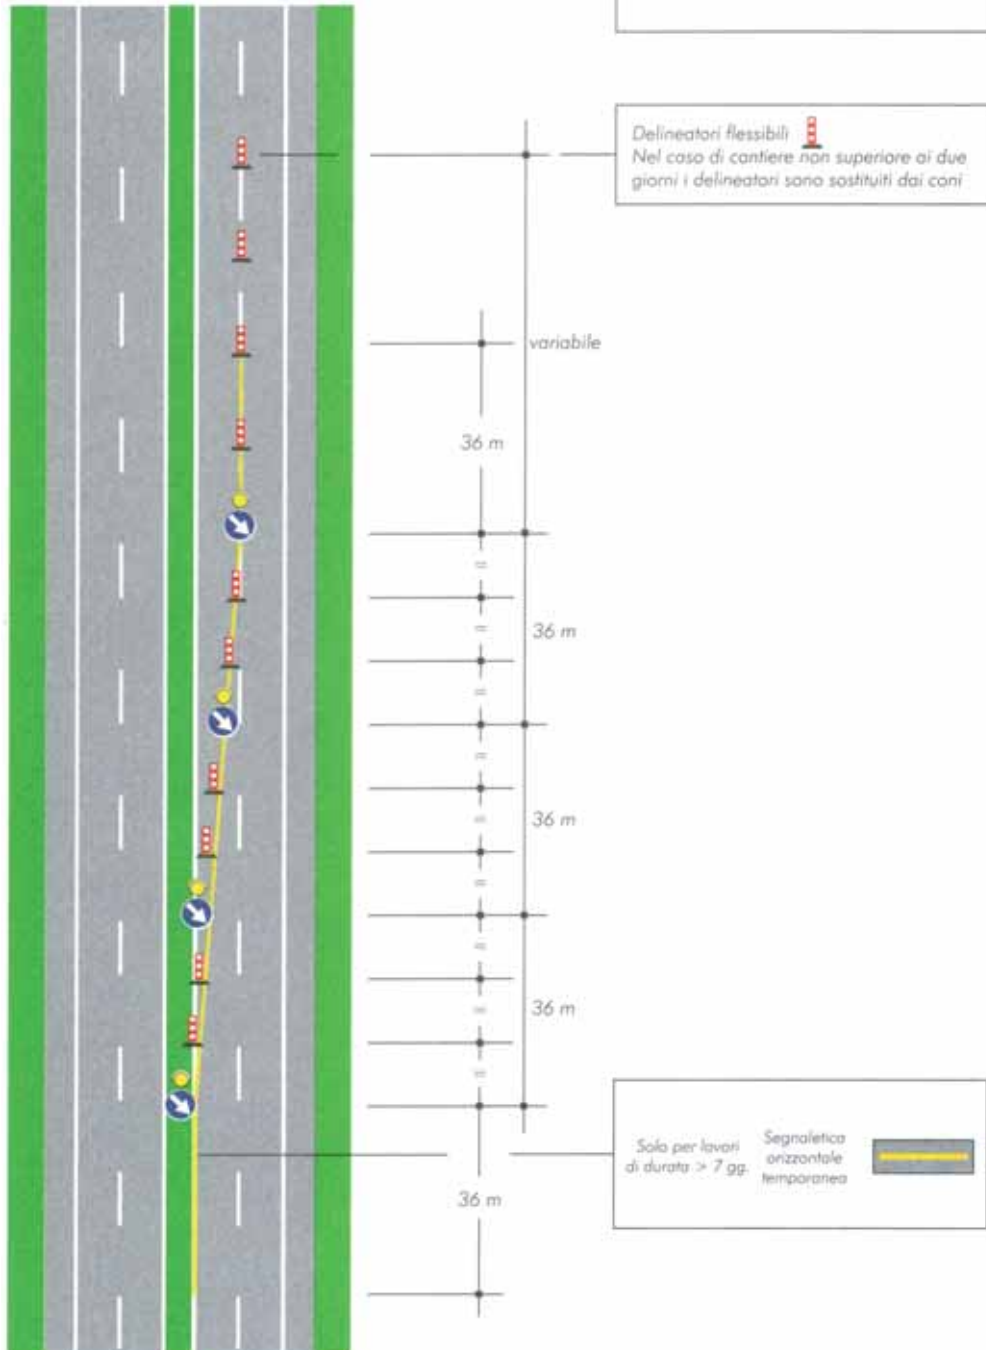 Delineatori flessibili
Nel caso di cantiere non superiore ai due
giorni i delineatori sono sostituiti dai coni
variabile
36 m
=
=
36 m
=
=
=
36 m
=
=
=
36 m
=
Solo per lavori
di durata > 7 gg.
Segnaletica
orizzontale
temporanea
36 m